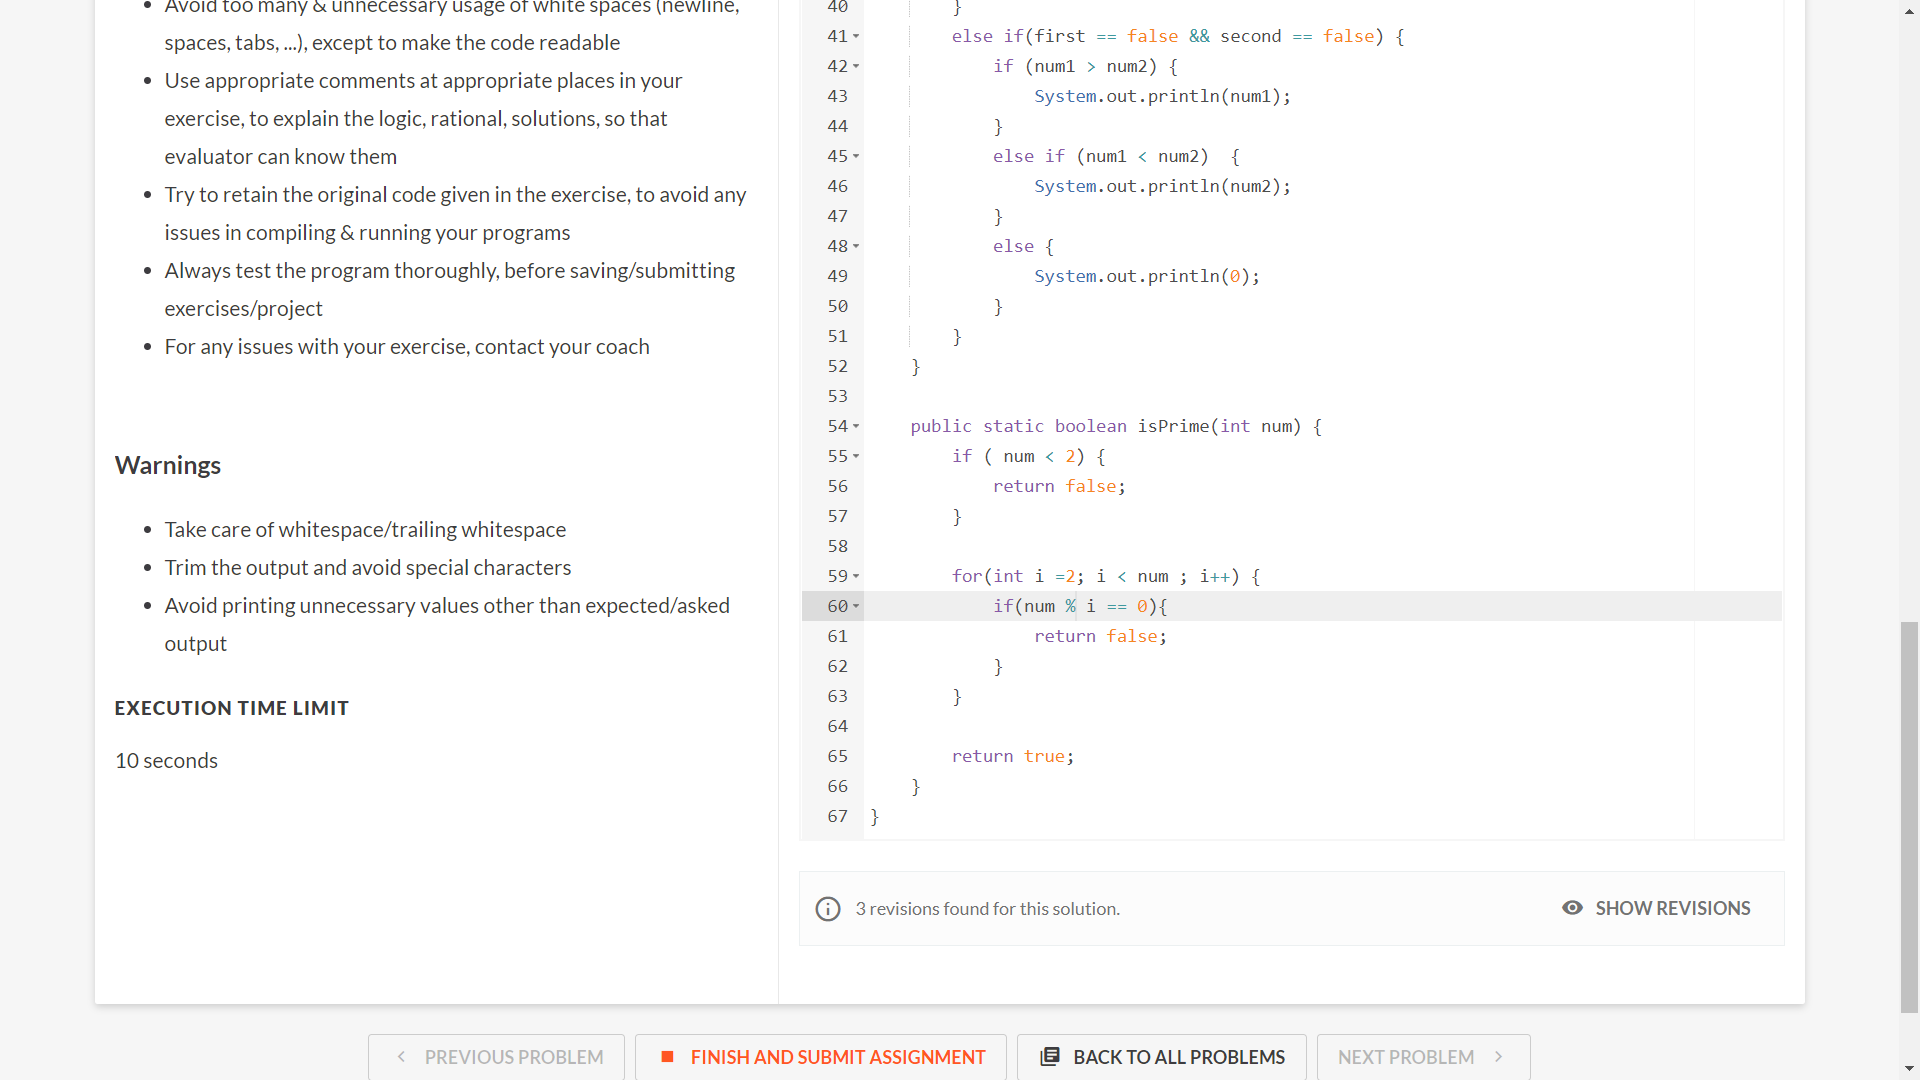 Avoid too many & unnecessary usage of white spaces (newline,
spaces, tabs, ...), except to make the code readable
Use appropriate comments at appropriate places in your
exercise, to explain the logic, rational, solutions, so that
evaluator can know them
Try to retain the original code given in the exercise, to avoid any
issues in compiling & running your programs
Always test the program thoroughly, before saving/submitting
exercises/project
For any issues with your exercise, contact your coach
Warnings
Take care of whitespace/trailing whitespace
Trim the output and avoid special characters
Avoid printing unnecessary values other than expected/asked
output
EXECUTION TIME LIMIT
10 seconds
40 }
41 else if(first == false && second == false) {
42 if (num1 > num2) {
43 System.out.println(num1);
44 }
45 else if (num1 < num2)  {
46 System.out.println(num2);
47 }
48 else {
49 System.out.println(0);
50 }
51 }
52 }
53
54 public static boolean isPrime(int num) {
55 if ( num < 2) {
56 return false;
57 }
58
59 for(int i =2; i < num ; i++) {
60 if(num % i == 0){
61 return false;
62 }
63 }
64
65 return true;
66 }
67 }
3 revisions found for this solution.
SHOW REVISIONS
PREVIOUS PROBLEM
FINISH AND SUBMIT ASSIGNMENT
BACK TO ALL PROBLEMS
NEXT PROBLEM